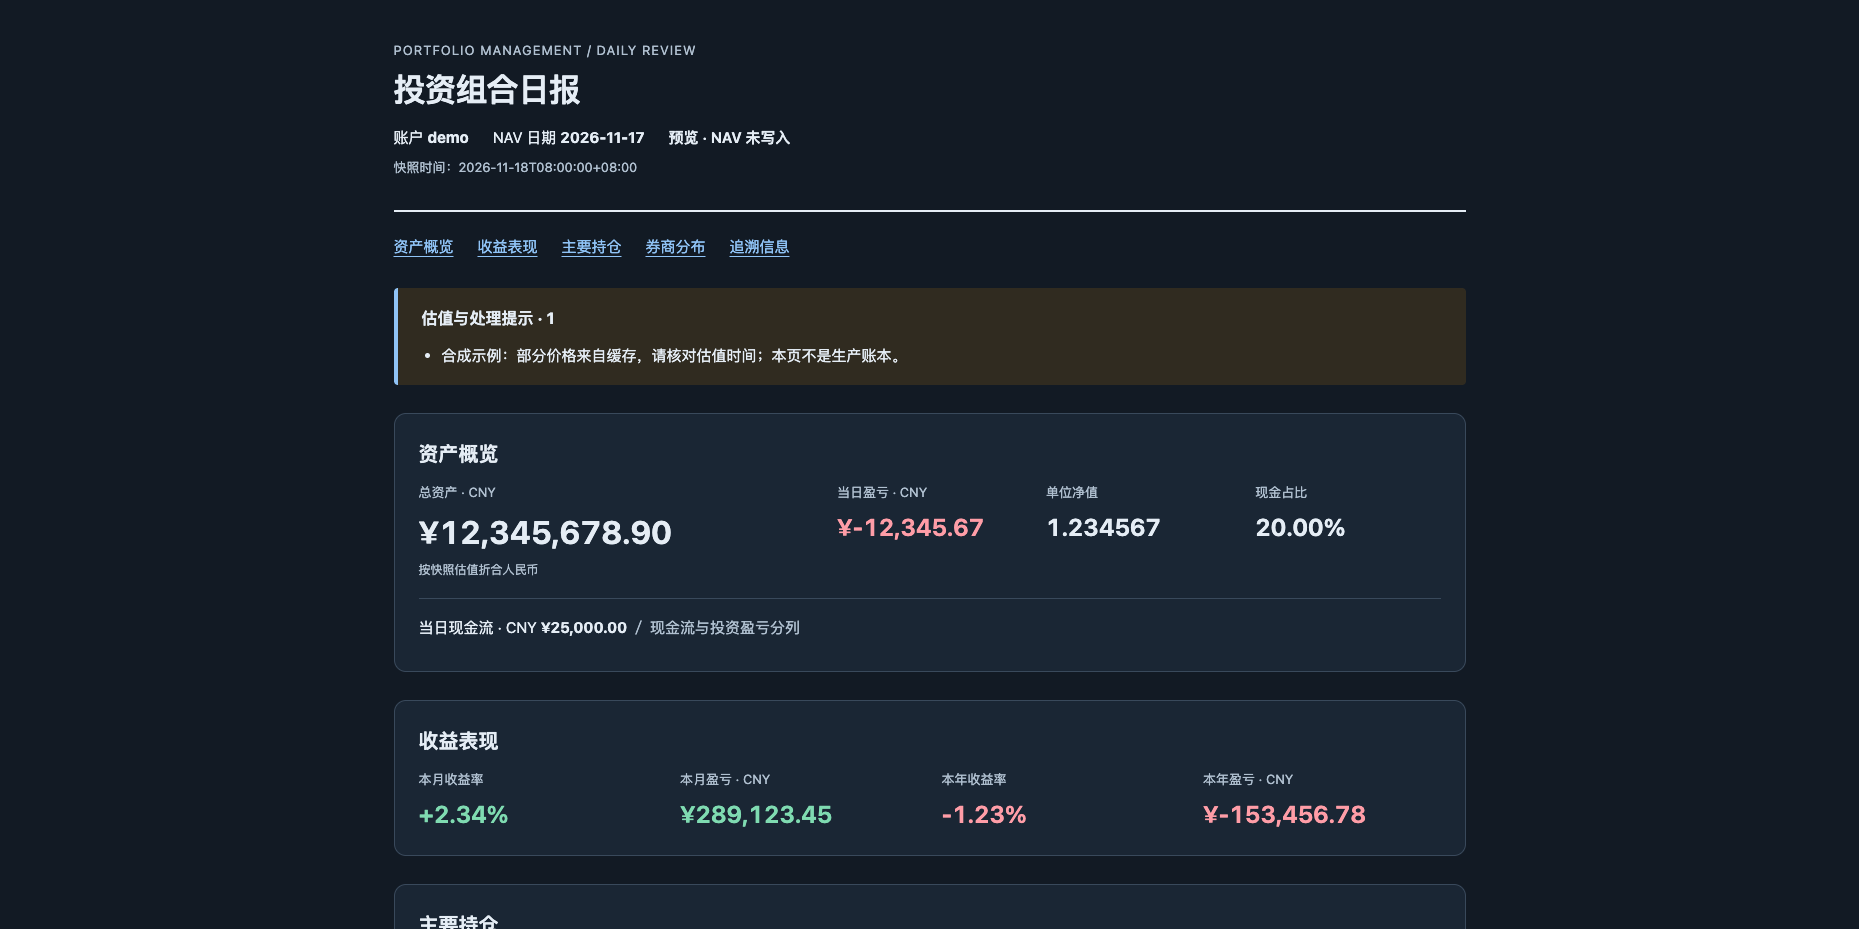 PORTFOLIO MANAGEMENT / DAILY REVIEW
投资组合日报
账户 demo NAV 日期 2026-11-17 预览 · NAV 未写入
快照时间：2026-11-18T08:00:00+08:00
资产概览 收益表现 主要持仓 券商分布 追溯信息
估值与处理提示 · 1
• 合成示例：部分价格来自缓存，请核对估值时间；本页不是生产账本。
资产概览
总资产 · CNY 当日盈亏 · CNY 单位净值 现金占比
¥12,345,678.90 ¥-12,345.67 1.234567 20.00%
按快照估值折合人民币
当日现金流 · CNY ¥25,000.00 / 现金流与投资盈亏分列
收益表现
本月收益率 本月盈亏 · CNY 本年收益率 本年盈亏 · CNY
+2.34% ¥289,123.45 -1.23% ¥-153,456.78
主要持仓